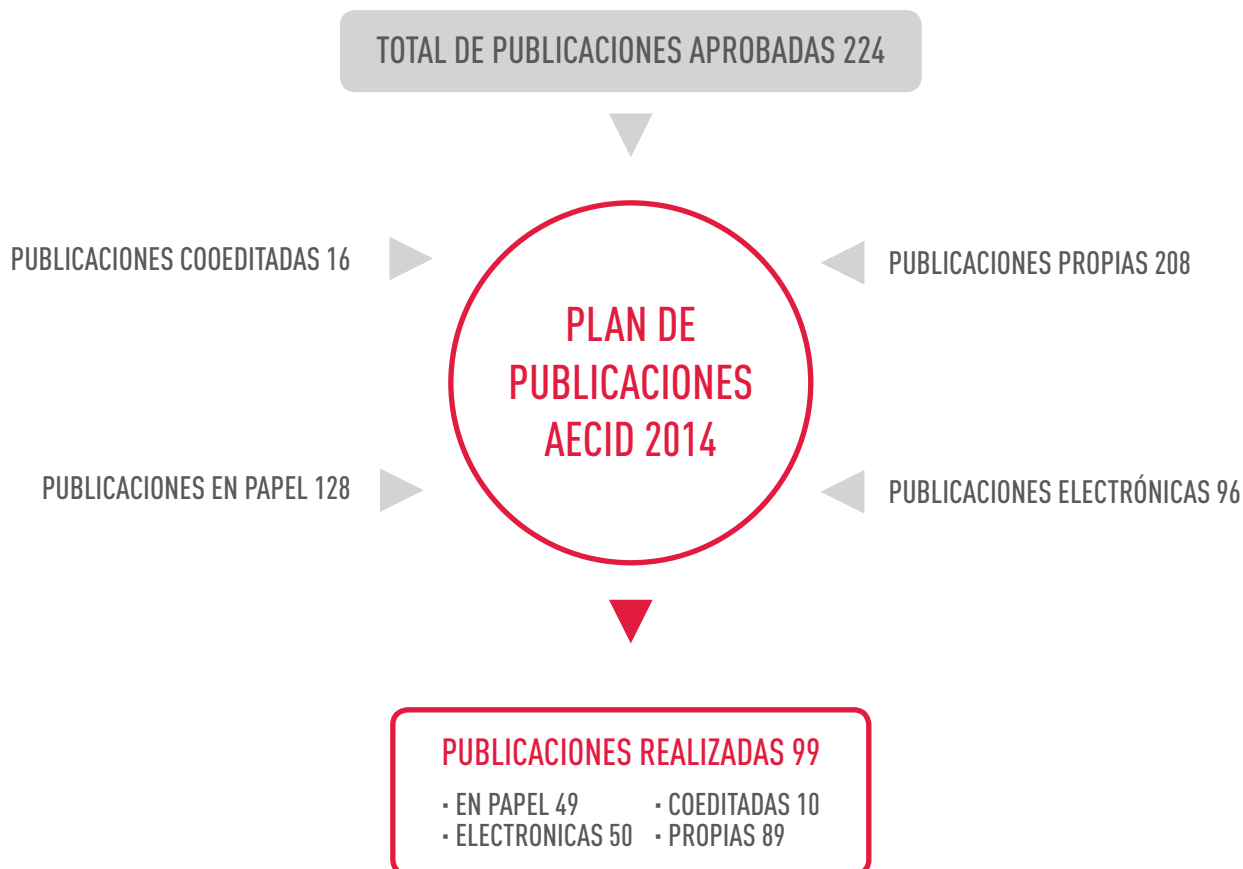 TOTAL DE PUBLICACIONES APROBADAS 224
PUBLICACIONES COOEDITADAS 16
PUBLICACIONES PROPIAS 208
PLAN DE
PUBLICACIONES
AECID 2014
PUBLICACIONES EN PAPEL 128
PUBLICACIONES ELECTRÓNICAS 96
PUBLICACIONES REALIZADAS 99
· EN PAPEL 49
· COEDITADAS 10
· ELECTRONICAS 50
· PROPIAS 89